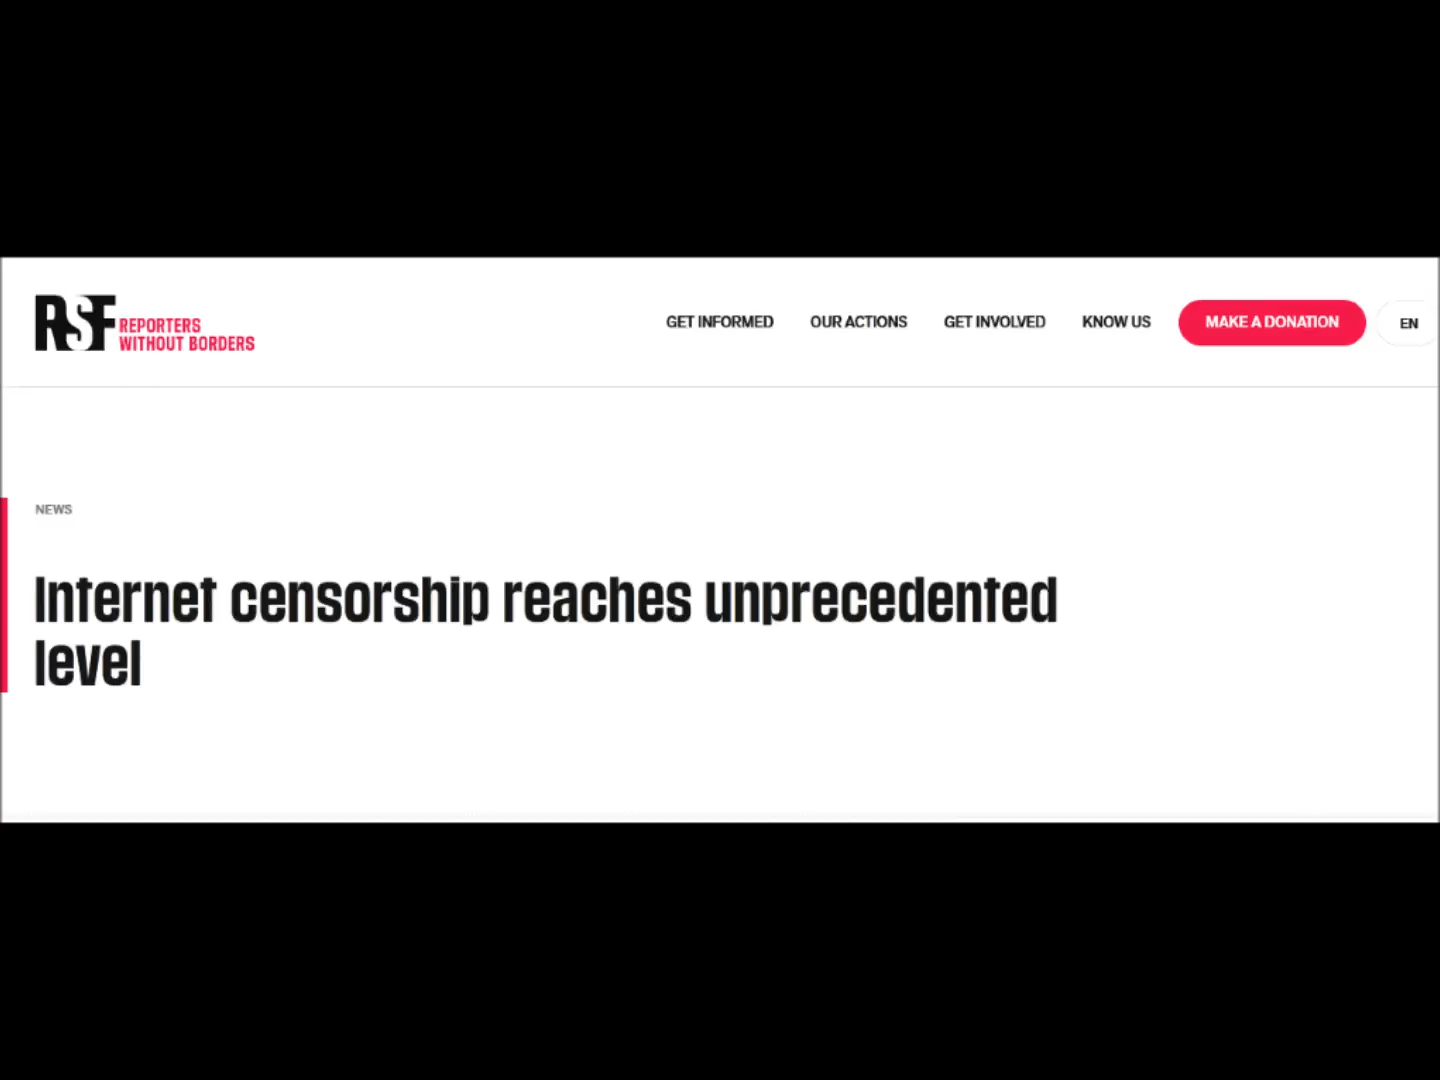 RSF REPORTERS
WITHOUT BORDERS
GET INFORMED OUR ACTIONS GET INVOLVED KNOW US MAKE A DONATION EN
NEWS
Internet censorship reaches unprecedented
level